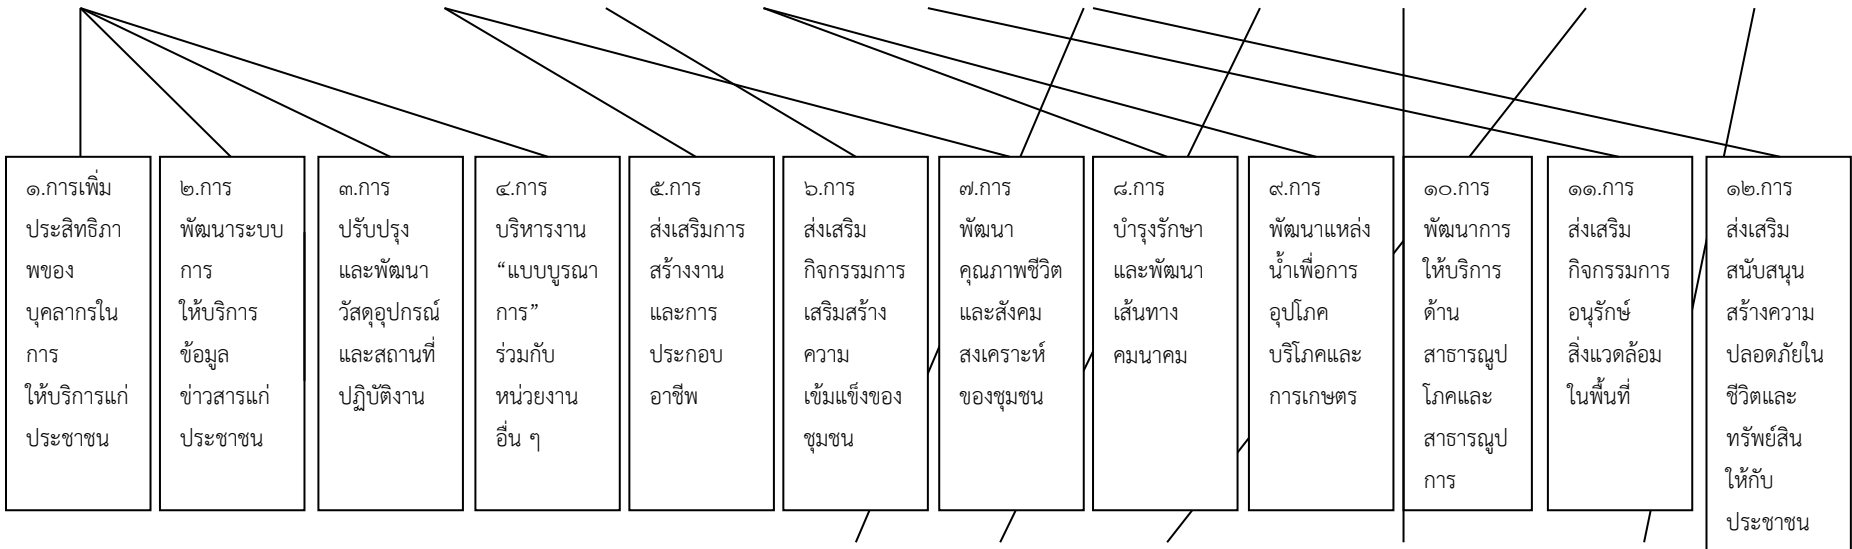 ๑.การเพิ่ม
ประสิทธิภา
พของ
บุคลากรใน
การ
ให้บริการแก่
ประชาชน
๒.การ
พัฒนาระบบ
การ
ให้บริการ
ข้อมูล
ข่าวสารแก่
ประชาชน
๓.การ
ปรับปรุง
และพัฒนา
วัสดุอุปกรณ์
และสถานที่
ปฏิบัติงาน
๔.การ
บริหารงาน
“แบบบูรณา
การ”
ร่วมกับ
หน่วยงาน
อื่น ๆ
๕.การ
ส่งเสริมการ
สร้างงาน
และการ
ประกอบ
อาชีพ
๖.การ
ส่งเสริม
กิจกรรมการ
เสริมสร้าง
ความ
เข้มแข็งของ
ชุมชน
๗.การ
พัฒนา
คุณภาพชีวิต
และสังคม
สงเคราะห์
ของชุมชน
๘.การ
บำรุงรักษา
และพัฒนา
เส้นทาง
คมนาคม
๙.การ
พัฒนาแหล่ง
น้ำเพื่อการ
อุปโภค
บริโภคและ
การเกษตร
๑๐.การ
พัฒนาการ
ให้บริการ
ด้าน
สาธารณูป
โภคและ
สาธารณูป
การ
๑๑.การ
ส่งเสริม
กิจกรรมการ
อนุรักษ์
สิ่งแวดล้อม
ในพื้นที่
๑๒.การ
ส่งเสริม
สนับสนุน
สร้างความ
ปลอดภัยใน
ชีวิตและ
ทรัพย์สิน
ให้กับ
ประชาชน